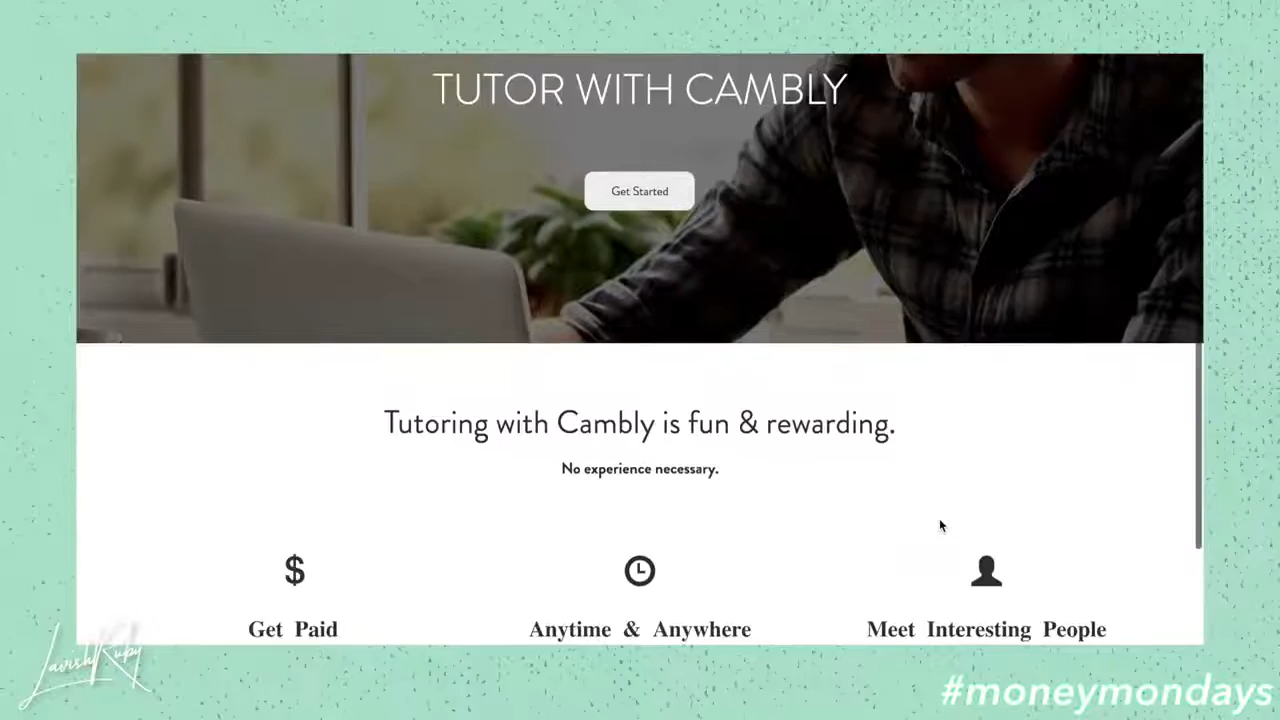 TUTOR WITH CAMBLY
Get Started
Tutoring with Cambly is fun & rewarding.
No experience necessary.
$
Get Paid
Anytime & Anywhere
Meet Interesting People
LavishRuby
#moneymondays